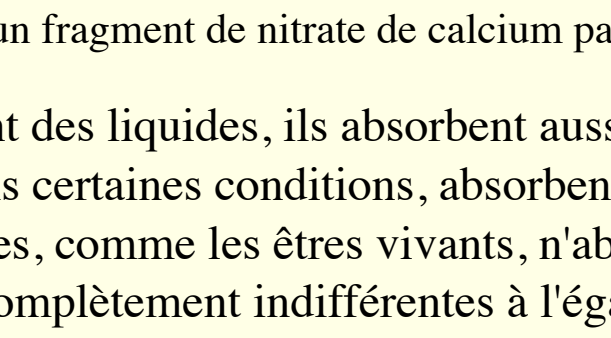 un fragment de nitrate de calcium pa
nt des liquides, ils absorbent auss
s certaines conditions, absorben
es, comme les êtres vivants, n'ab
omplètement indifférentes à l'éga